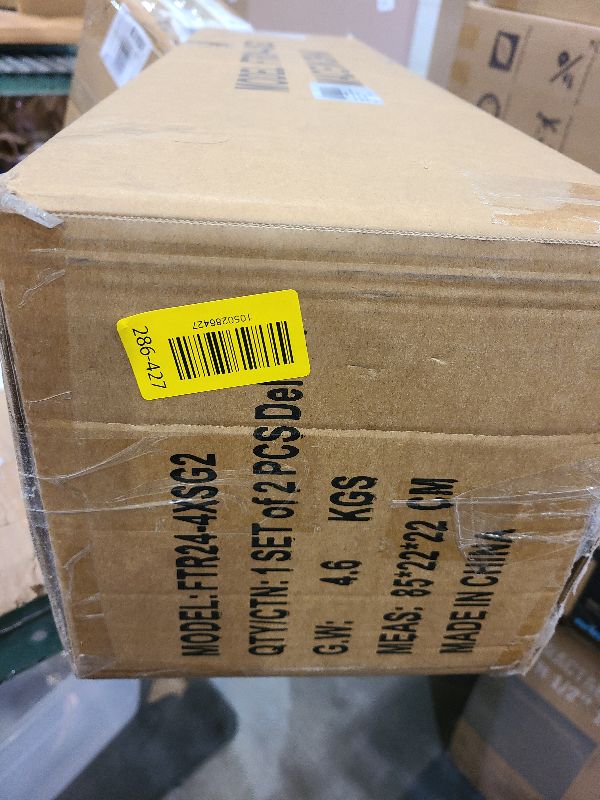 1050286427
286-427
MODEL: FTR24-4XSG2
QTY/CTN: 1 SET of 2 PCS
G.W: 4.6 KGS
MEAS: 85*22*22 CM
MADE IN CHINA